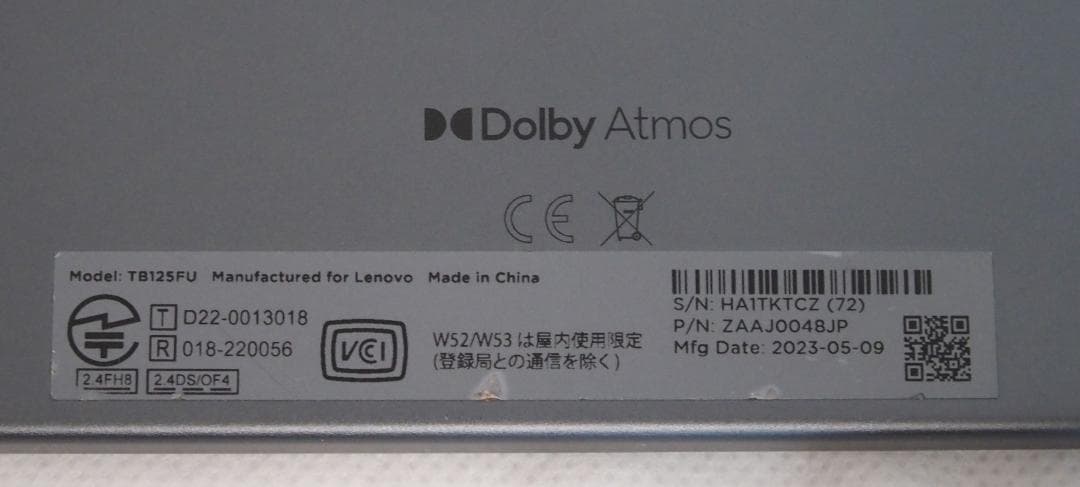 Dolby Atmos
CE
Model: TB125FU Manufactured for Lenovo Made in China
T D22-0013018
R 018-220056
2.4FH8 2.4DS/OF4
VCI
W52/W53 は屋内使用限定
(登録局との通信を除く)
S/N: HA1TKTCZ (72)
P/N: ZAAJ0048JP
Mfg Date: 2023-05-09